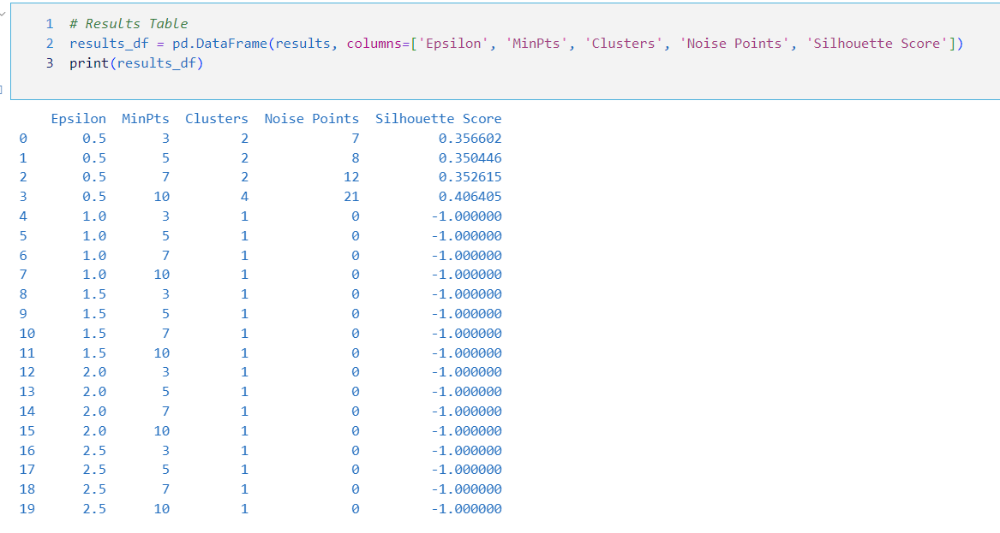 1 # Results Table
2 results_df = pd.DataFrame(results, columns=['Epsilon', 'MinPts', 'Clusters', 'Noise Points', 'Silhouette Score'])
3 print(results_df)
Epsilon MinPts Clusters Noise Points Silhouette Score
0 0.5 3 2 7 0.356602
1 0.5 5 2 8 0.350446
2 0.5 7 2 12 0.352615
3 0.5 10 4 21 0.406405
4 1.0 3 1 0 -1.000000
5 1.0 5 1 0 -1.000000
6 1.0 7 1 0 -1.000000
7 1.0 10 1 0 -1.000000
8 1.5 3 1 0 -1.000000
9 1.5 5 1 0 -1.000000
10 1.5 7 1 0 -1.000000
11 1.5 10 1 0 -1.000000
12 2.0 3 1 0 -1.000000
13 2.0 5 1 0 -1.000000
14 2.0 7 1 0 -1.000000
15 2.0 10 1 0 -1.000000
16 2.5 3 1 0 -1.000000
17 2.5 5 1 0 -1.000000
18 2.5 7 1 0 -1.000000
19 2.5 10 1 0 -1.000000